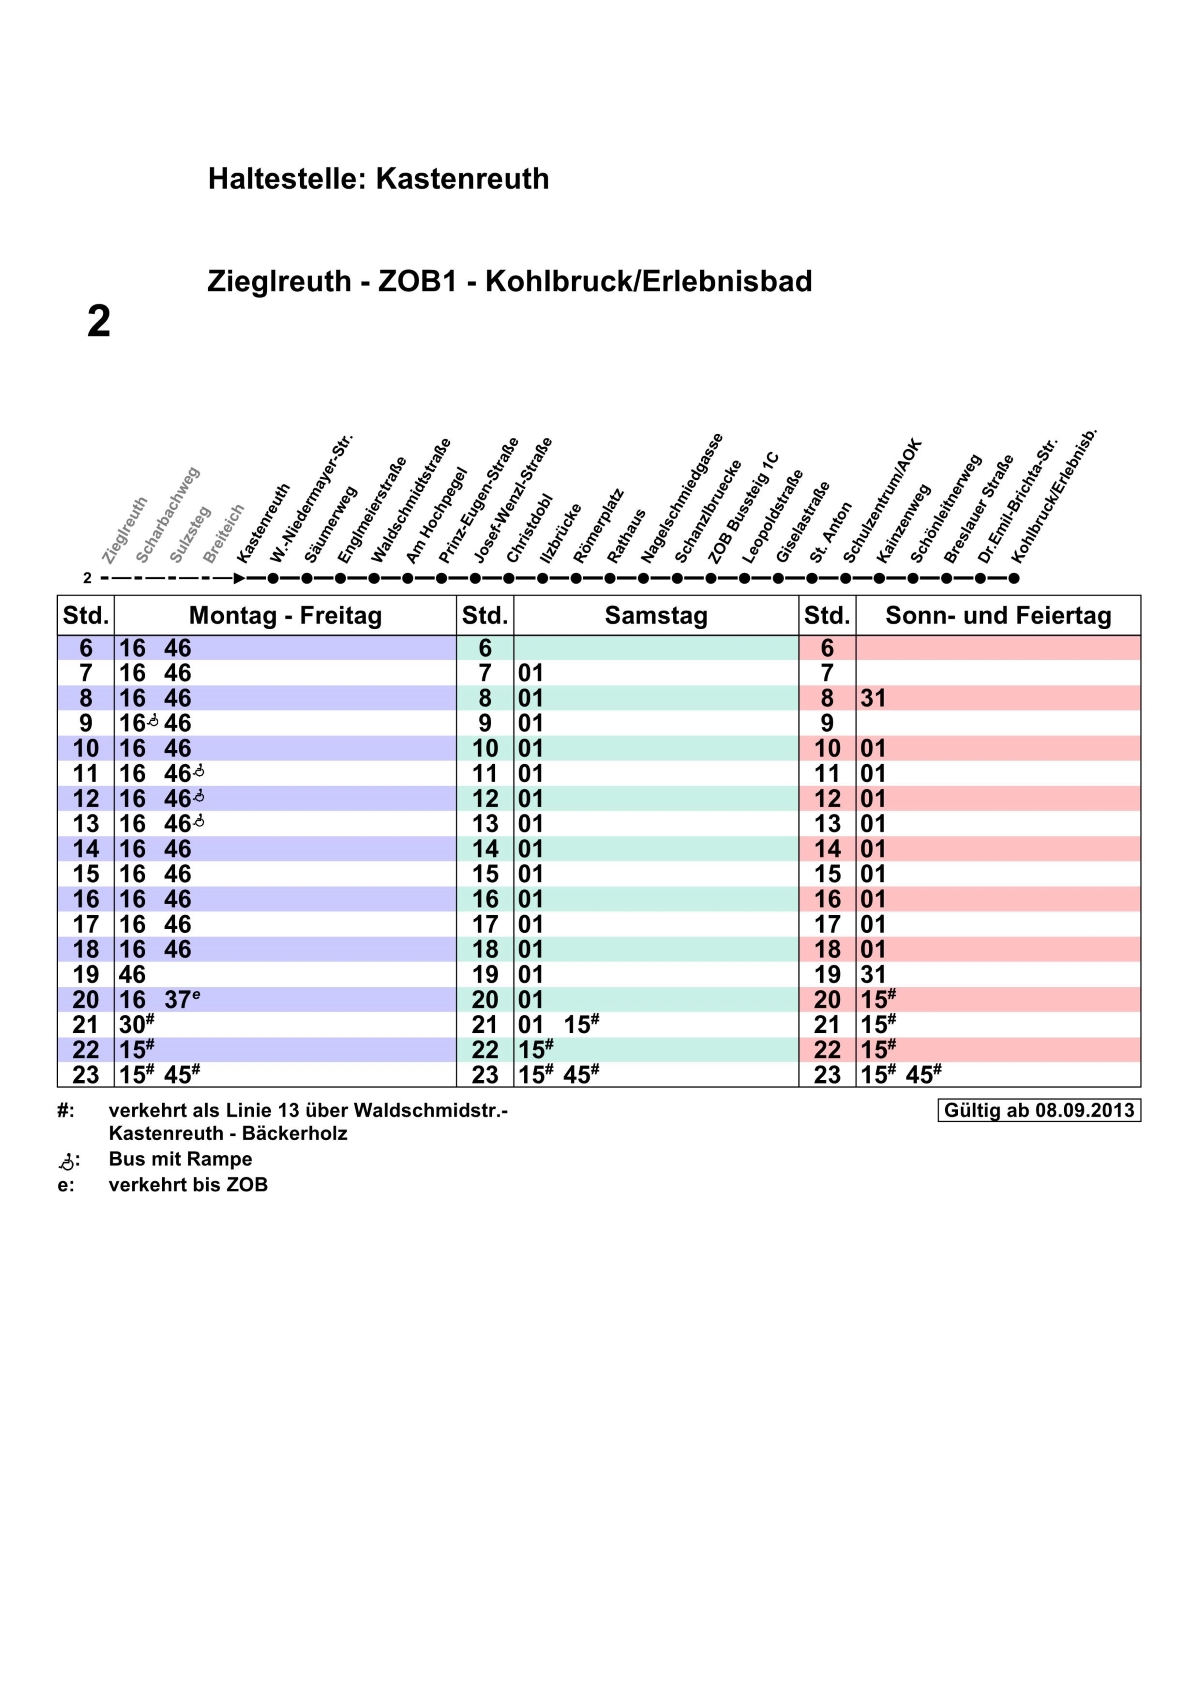 Haltestelle: Kastenreuth
Zieglreuth - ZOB1 - Kohlbruck/Erlebnisbad
2
Zieglreuth
Scharbachweg
Sulzsteg
Breiteich
Kastenreuth
W.-Niedermayer-Str.
Säumerweg
Englmeierstraße
Waldschmidtstraße
Am Hochpegel
Prinz-Eugen-Straße
Josef-Wenzl-Straße
Christdobl
Ilzbrücke
Römerplatz
Rathaus
Nagelschmiedgasse
Schanzlbruecke
ZOB Bussteig 1C
Leopoldstraße
Giselastraße
St. Anton
Schulzentrum/AOK
Kainzenweg
Schönleitnerweg
Breslauer Straße
Dr.Emil-Brichta-Str.
Kohlbruck/Erlebnisb.
2
Std. Montag - Freitag Std. Samstag Std. Sonn- und Feiertag
6 16 46 6 6
7 16 46 7 01 7
8 16 46 8 01 8 31
9 16 46 9 01 9
10 16 46 10 01 10 01
11 16 46 11 01 11 01
12 16 46 12 01 12 01
13 16 46 13 01 13 01
14 16 46 14 01 14 01
15 16 46 15 01 15 01
16 16 46 16 01 16 01
17 16 46 17 01 17 01
18 16 46 18 01 18 01
19 46 19 01 19 31
20 16 37e 20 01 20 15#
21 30# 21 01 15# 21 15#
22 15# 22 15# 22 15#
23 15# 45# 23 15# 45# 23 15# 45#
#: verkehrt als Linie 13 über Waldschmidstr.-
Kastenreuth - Bäckerholz
Gültig ab 08.09.2013
: Bus mit Rampe
e: verkehrt bis ZOB